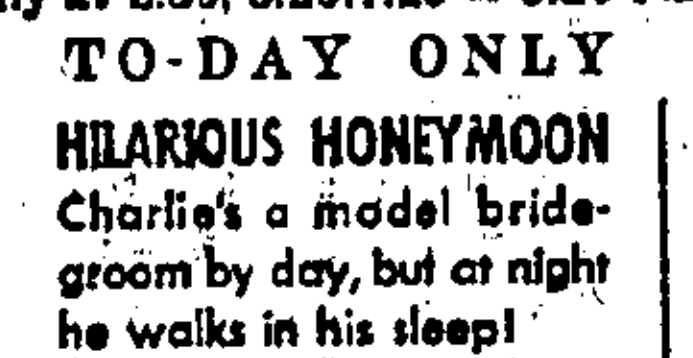 TO-DAY ONLY
HILARIOUS HONEYMOON
Charlie's a model bride-
groom by day, but at night
he walks in his sleep!